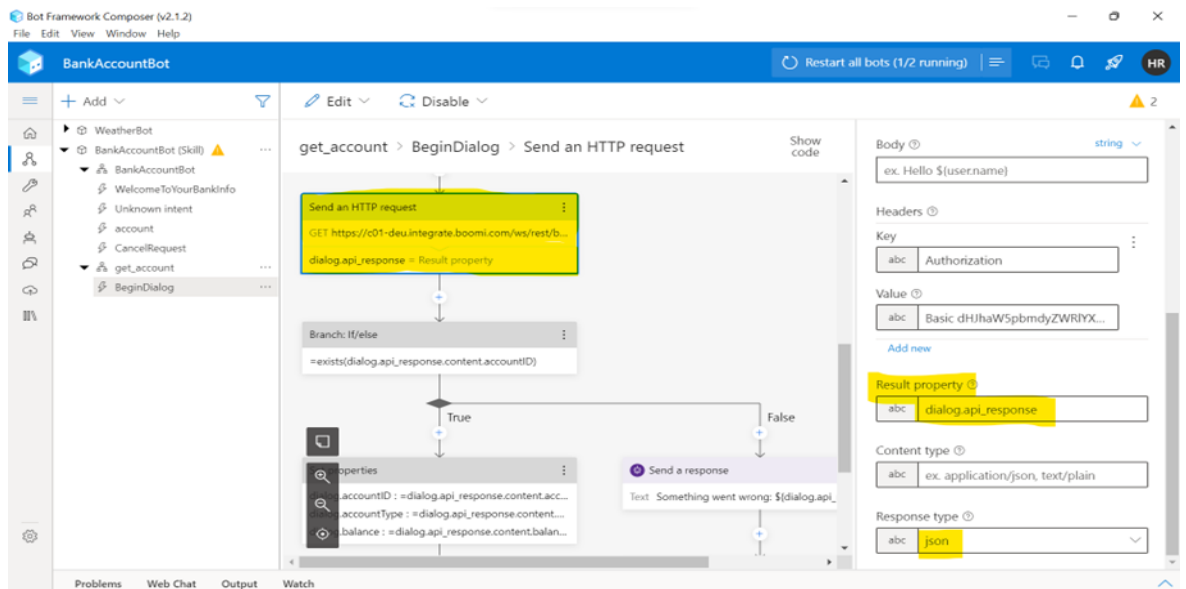 Bot Framework Composer (v2.1.2)
File Edit View Window Help
BankAccountBot
Restart all bots (1/2 running)
HR
Add
Edit
Disable
2
WeatherBot
BankAccountBot (Skill)
BankAccountBot
WelcomeToYourBankInfo
Unknown intent
account
CancelRequest
get_account
BeginDialog
get_account > BeginDialog > Send an HTTP request
Show code
Send an HTTP request
GET https://c01-deu.integrate.boomi.com/ws/rest/b...
dialog.api_response = Result property
Branch: If/else
=exists(dialog.api_response.content.accountID)
True
False
properties
.accountID : =dialog.api_response.content.acc...
.accountType : =dialog.api_response.content....
.balance : =dialog.api_response.content.balan...
Send a response
Text Something went wrong: ${dialog.api_
Body
string
ex. Hello ${user.name}
Headers
Key
abc Authorization
Value
abc Basic
Add new
Result property
abc dialog.api_response
Content type
abc ex. application/json, text/plain
Response type
abc json
Problems Web Chat Output Watch